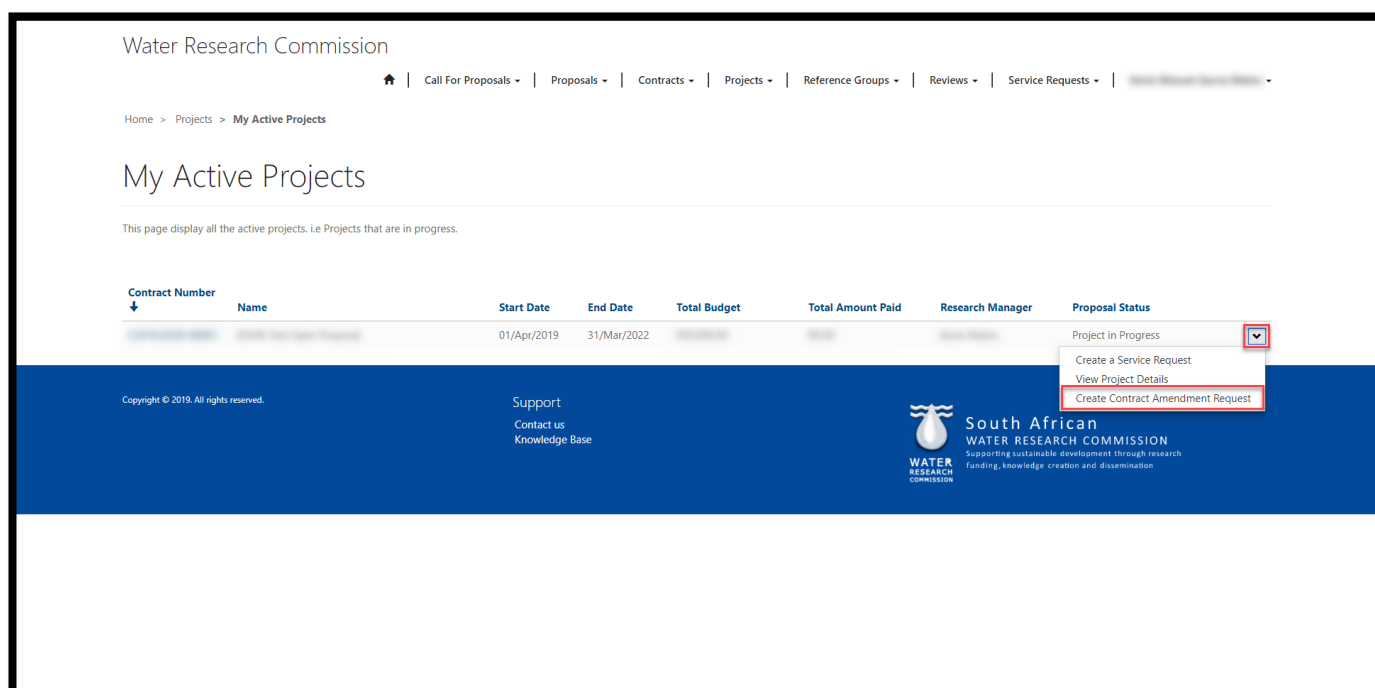 Water Research Commission
Call For Proposals | Proposals | Contracts | Projects | Reference Groups | Reviews | Service Requests |
Home > Projects > My Active Projects
My Active Projects
This page display all the active projects. i.e Projects that are in progress.
Contract Number
Name Start Date End Date Total Budget Total Amount Paid Research Manager Proposal Status
01/Apr/2019 31/Mar/2022 Project in Progress
Create a Service Request
View Project Details
Create Contract Amendment Request
Copyright © 2019. All rights reserved.
Support
Contact us
Knowledge Base
WATER
RESEARCH
COMMISSION
South African
WATER RESEARCH COMMISSION
Supporting sustainable development through research
funding, knowledge creation and dissemination